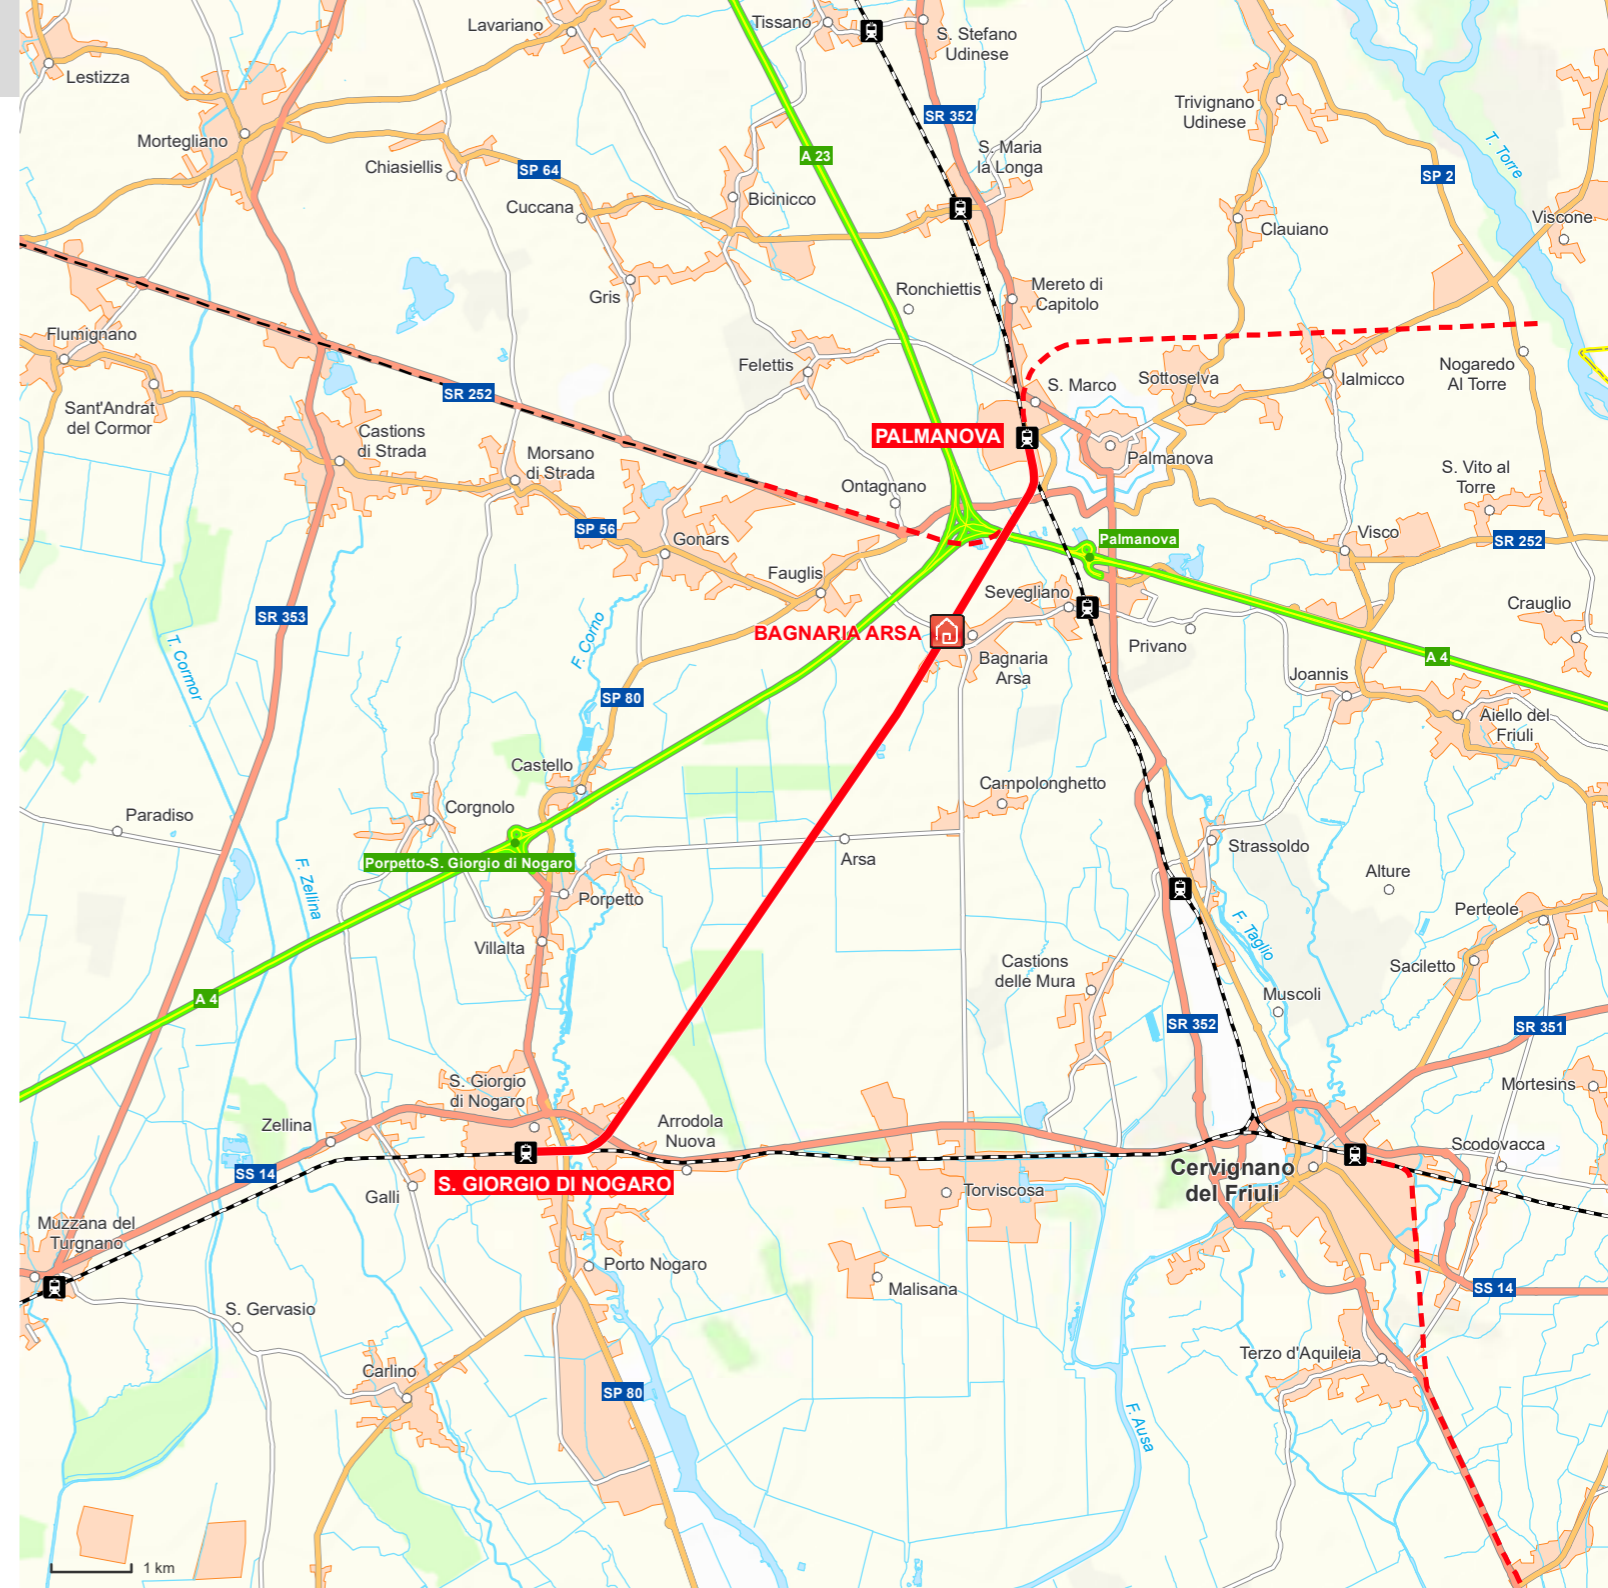 Lavariano
Tissano
S. Stefano
Udinese
Lestizza
Trivignano
Udinese
SR 352
Mortegliano
Chiasiellis
SP 64
A 23
S. Maria
la Longa
T. Torre
SP 2
Cuccana
Bicinicco
Viscone
Clauiano
Gris
Ronchiettis
Mereto di
Capitolo
Flumignano
Felettis
S. Marco
Sottoselva
Ialmicco
Nogaredo
Al Torre
SR 252
Sant'Andrat
del Cormor
Castions
di Strada
Morsano
di Strada
PALMANOVA
Palmanova
S. Vito al
Torre
Ontagnano
SP 56
Gonars
Palmanova
Visco
SR 252
Fauglis
Sevegliano
SR 353
Crauglio
F. Corno
BAGNARIA ARSA
Bagnaria
Arsa
Privano
T. Cormor
A 4
Joannis
SP 80
Aiello del
Friuli
Castello
Campolonghetto
Paradiso
Corgnolo
Strassoldo
Porpetto-S. Giorgio di Nogaro
Arsa
Alture
F. Zellina
Porpetto
Perteole
Villalta
F. Taglio
Castions
delle Mura
Saciletto
A 4
Muscoli
SR 352
SR 351
S. Giorgio
di Nogaro
Mortesins
Zellina
Arrodola
Nuova
Scodovacca
SS 14
S. GIORGIO DI NOGARO
Cervignano
del Friuli
Galli
Torviscosa
Muzzana del
Turgnano
Porto Nogaro
Malisana
SS 14
S. Gervasio
Terzo d'Aquileia
Carlino
SP 80
F. Ausa
1 km